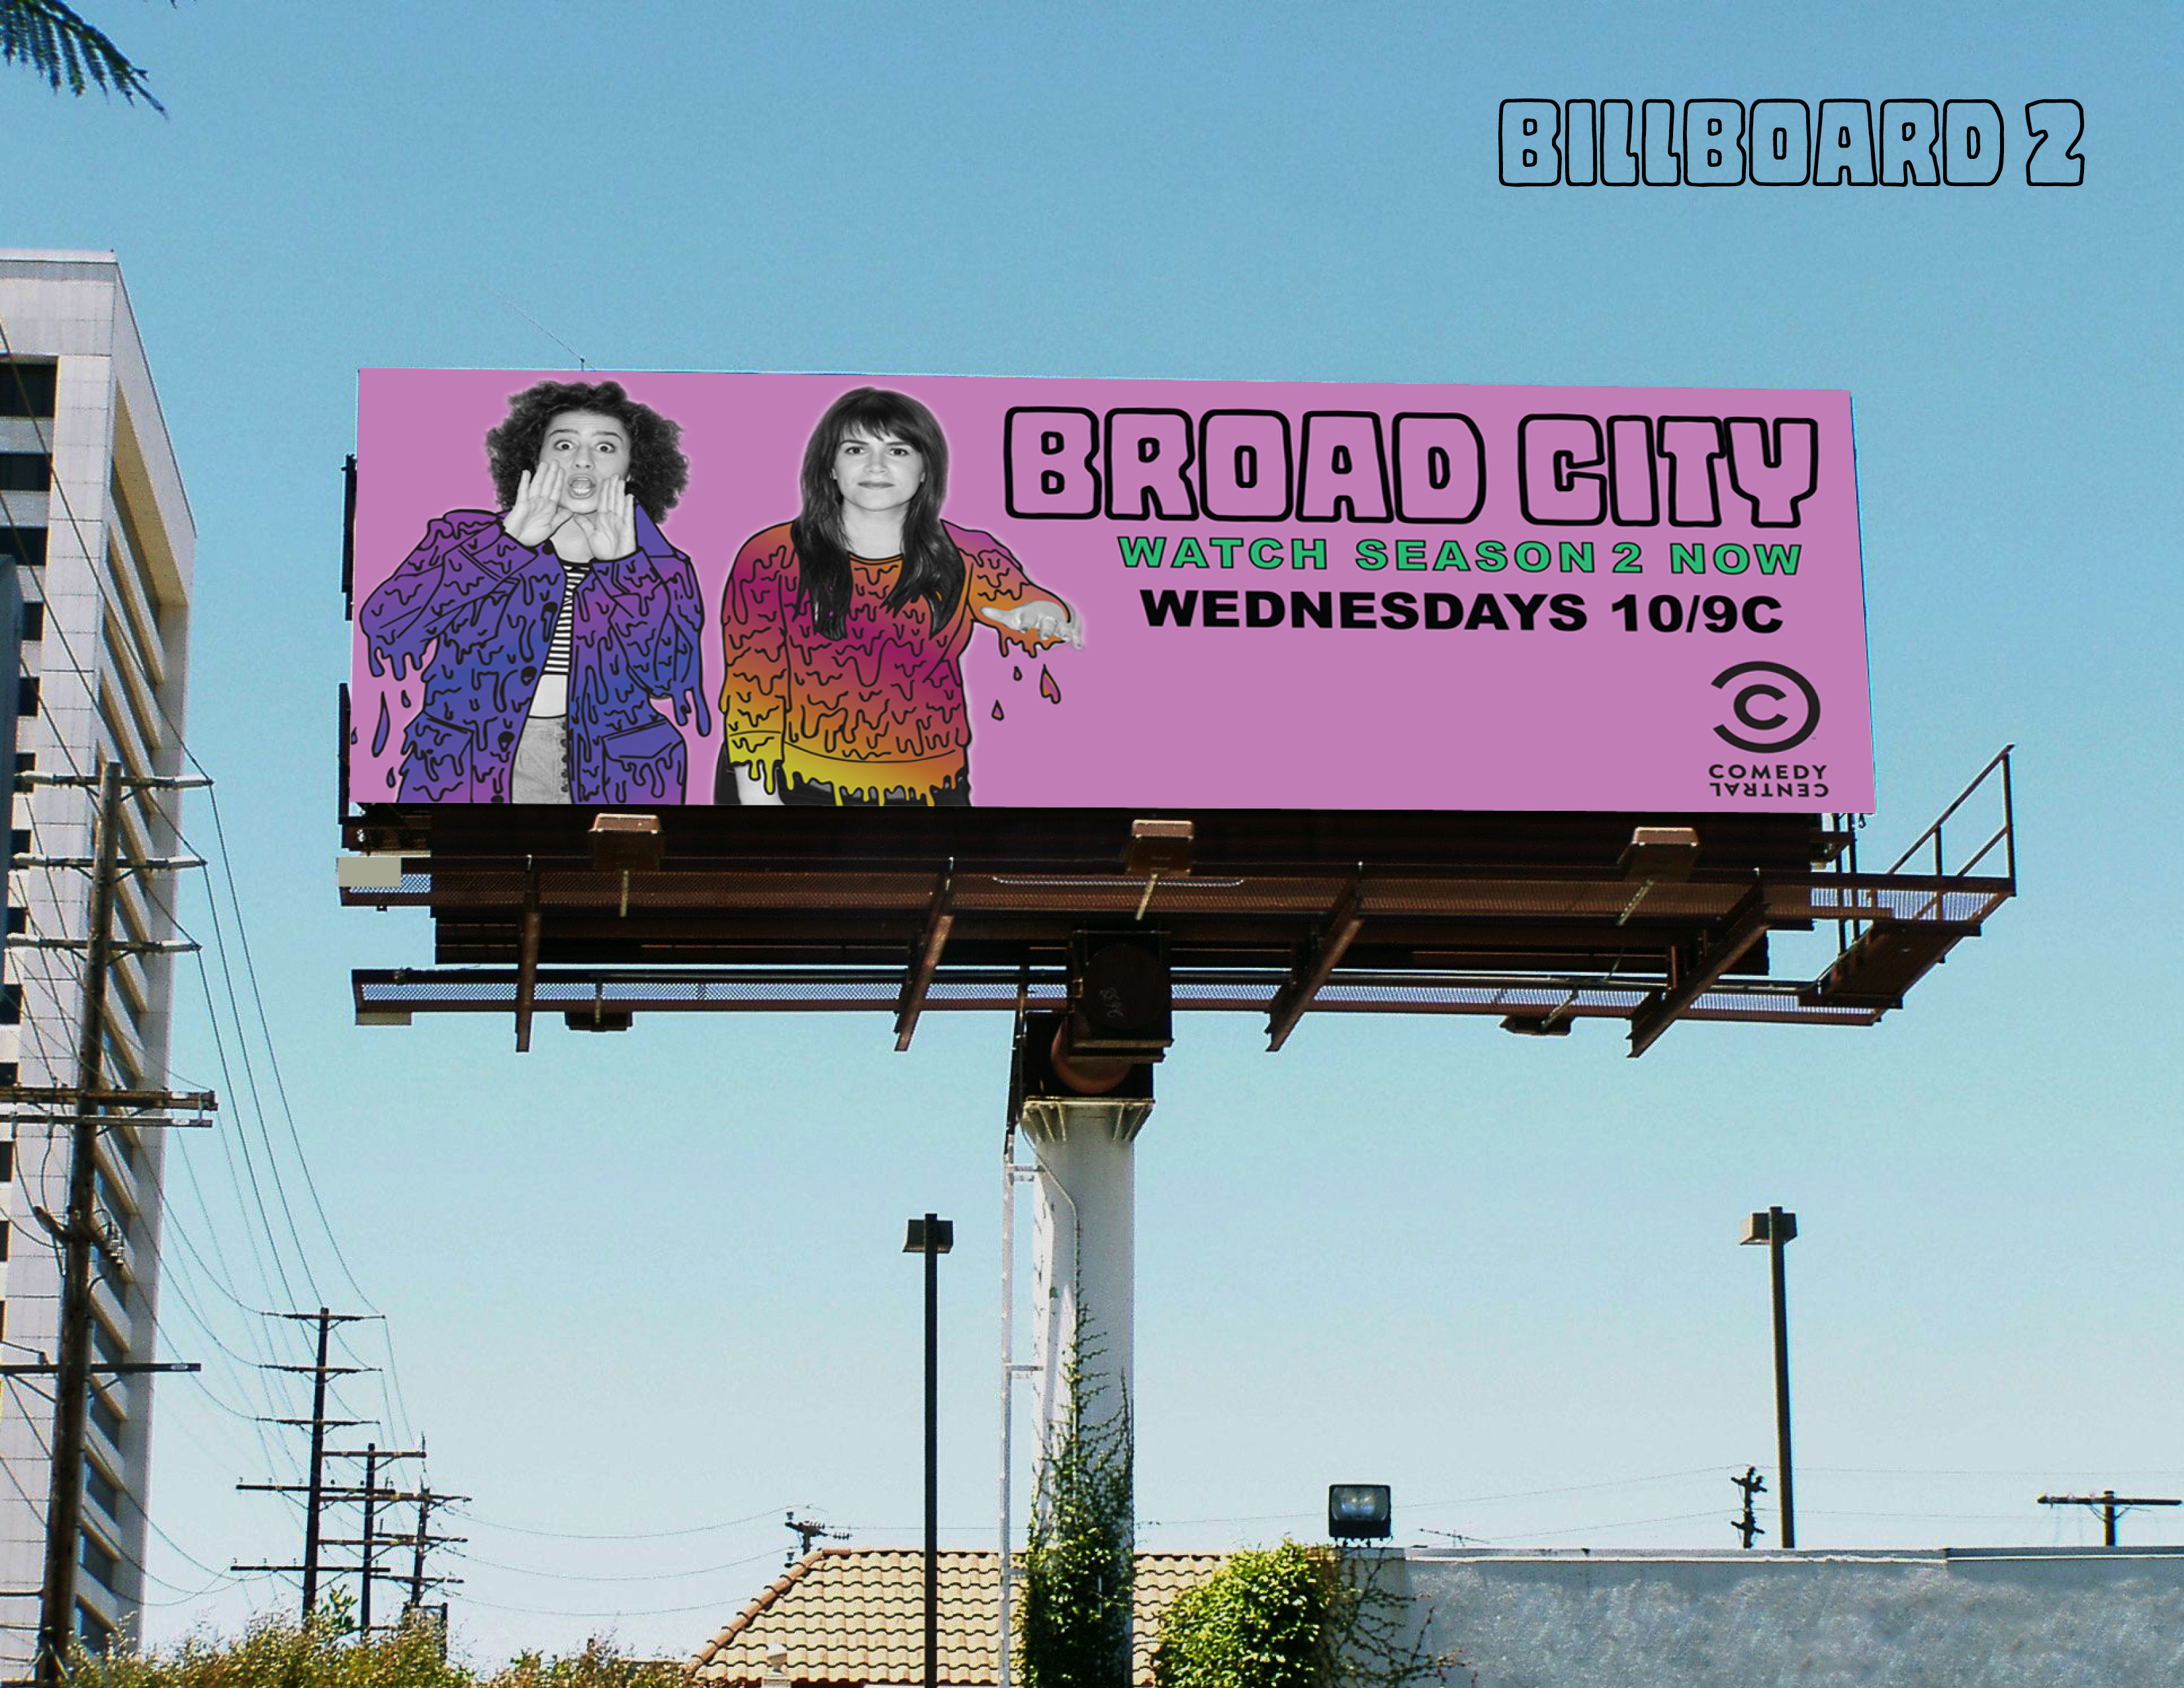 BILLBOARD 2
BROAD CITY
WATCH SEASON 2 NOW
WEDNESDAYS 10/9C
COMEDY
CENTRAL